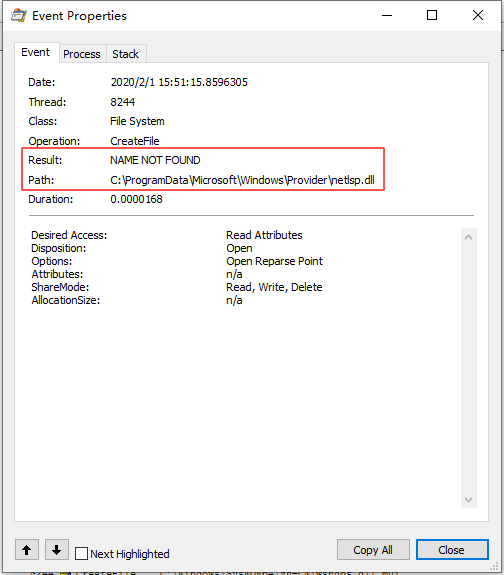 Event Properties
Event Process Stack
Date: 2020/2/1 15:51:15.8596305
Thread: 8244
Class: File System
Operation: CreateFile
Result: NAME NOT FOUND
Path: C:\ProgramData\Microsoft\Windows\Provider\netlsp.dll
Duration: 0.0000168
Desired Access: Read Attributes
Disposition: Open
Options: Open Reparse Point
Attributes: n/a
ShareMode: Read, Write, Delete
AllocationSize: n/a
Next Highlighted Copy All Close